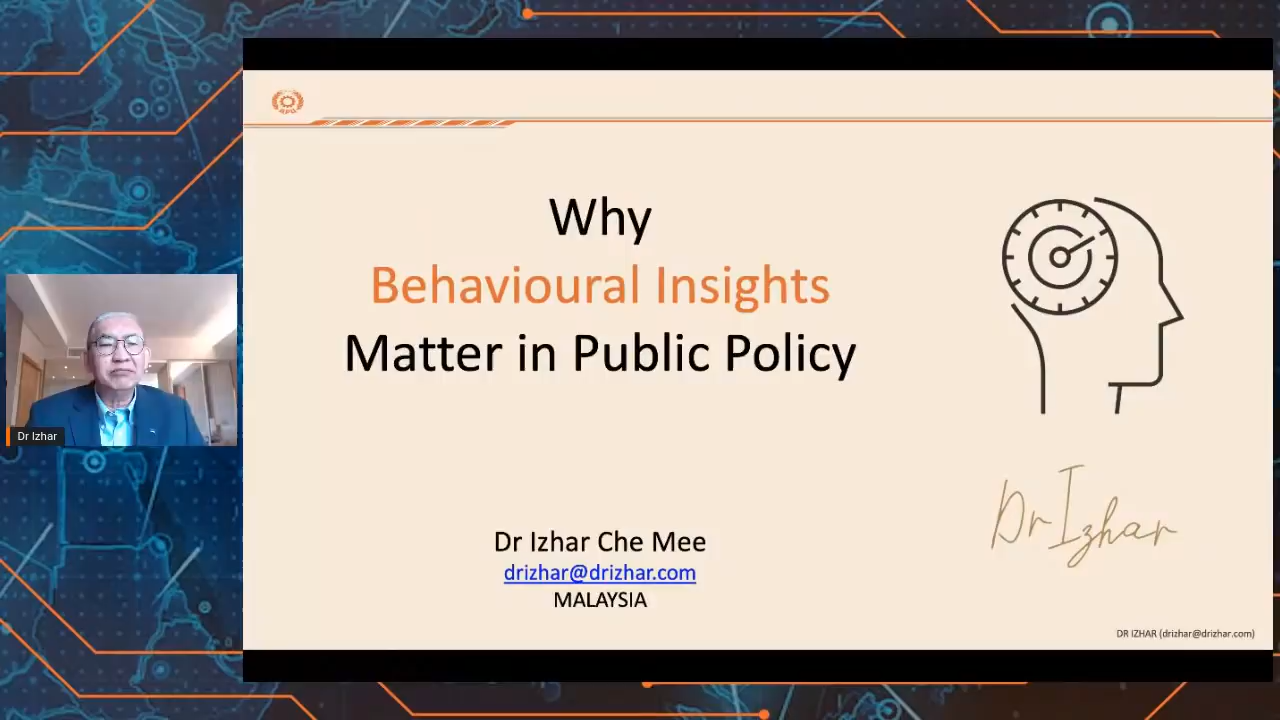 APO
Why
Behavioural Insights
Matter in Public Policy
Dr Izhar
Dr Izhar Che Mee
drizhar@drizhar.com
MALAYSIA
Dr Izhar
DR IZHAR (drizhar@drizhar.com)